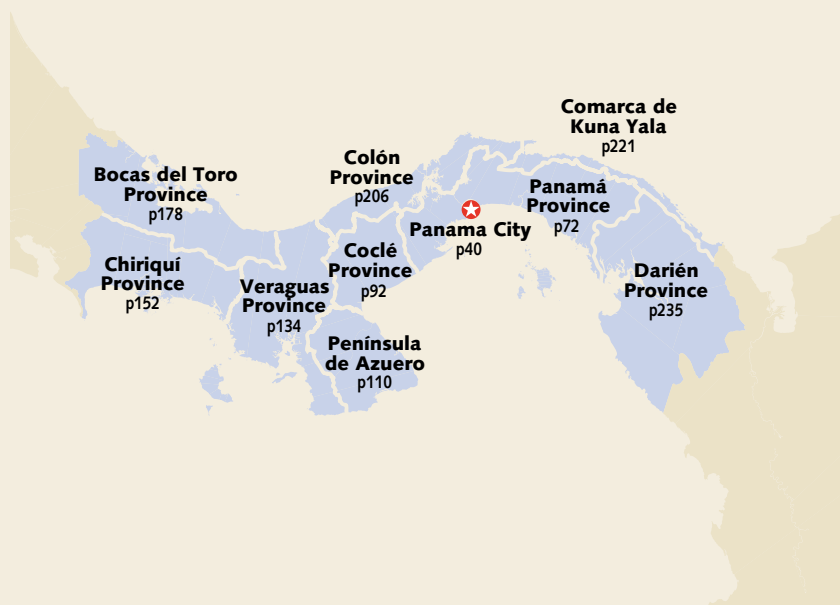 Comarca de
Kuna Yala
p221
Colón
Province
p206
Bocas del Toro
Province
p178
Panamá
Province
p72
Panama City
p40
Coclé
Province
p92
Chiriquí
Province
p152
Veraguas
Province
p134
Darién
Province
p235
Península
de Azuero
p110